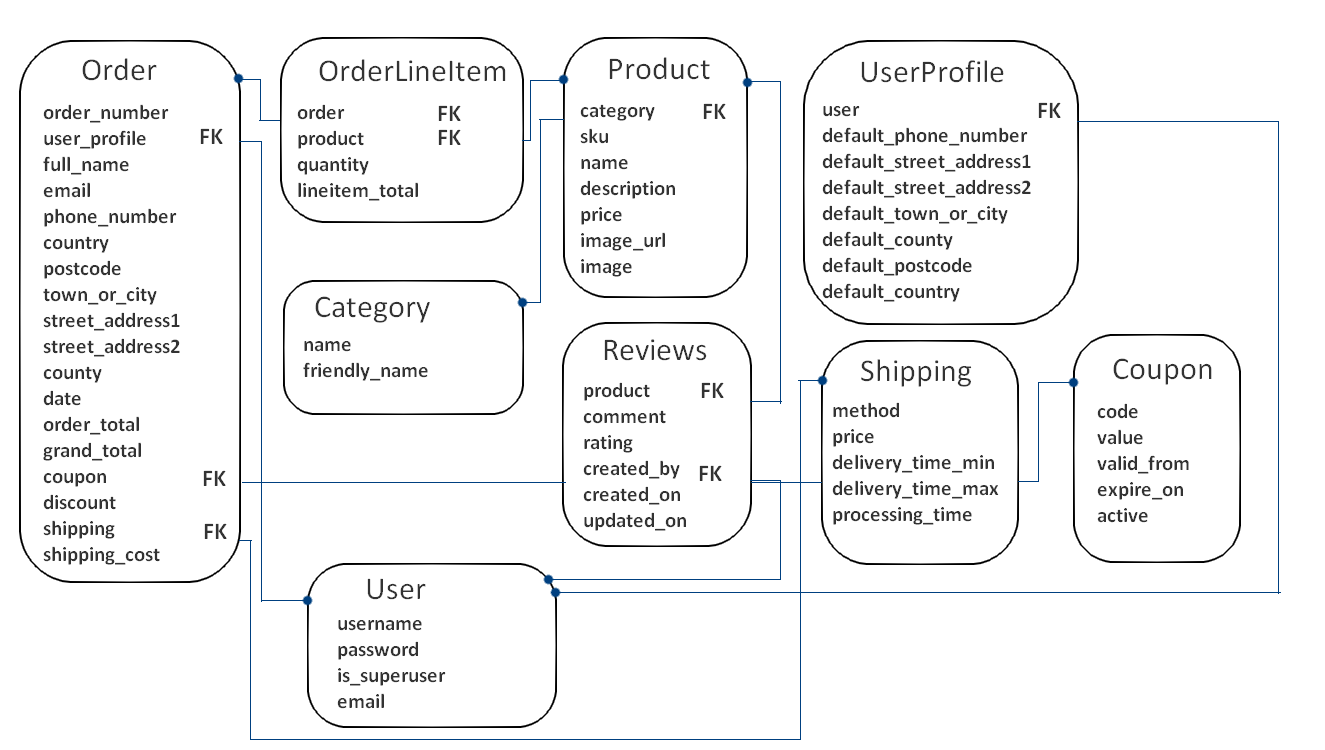 Order
order_number
user_profile FK
full_name
email
phone_number
country
postcode
town_or_city
street_address1
street_address2
county
date
order_total
grand_total
coupon FK
discount
shipping FK
shipping_cost
OrderLineItem
order FK
product FK
quantity
lineitem_total
Product
category FK
sku
name
description
price
image_url
image
UserProfile
user FK
default_phone_number
default_street_address1
default_street_address2
default_town_or_city
default_county
default_postcode
default_country
Category
name
friendly_name
Reviews
product FK
comment
rating
created_by FK
created_on
updated_on
Shipping
method
price
delivery_time_min
delivery_time_max
processing_time
Coupon
code
value
valid_from
expire_on
active
User
username
password
is_superuser
email